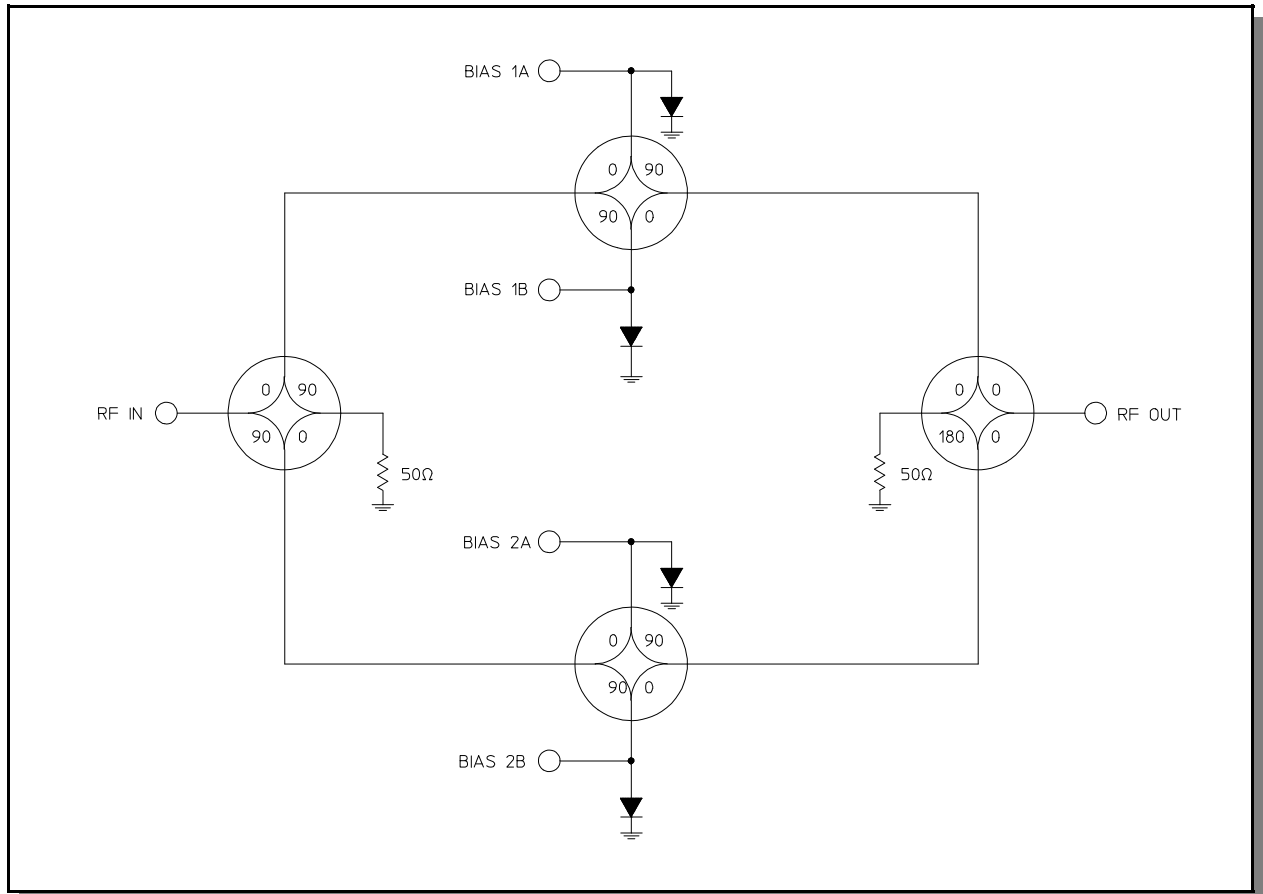 BIAS 1A
0 90
90 0
BIAS 1B
0 90
RF IN
90 0
50Ω
0 0
RF OUT
180 0
50Ω
BIAS 2A
0 90
90 0
BIAS 2B